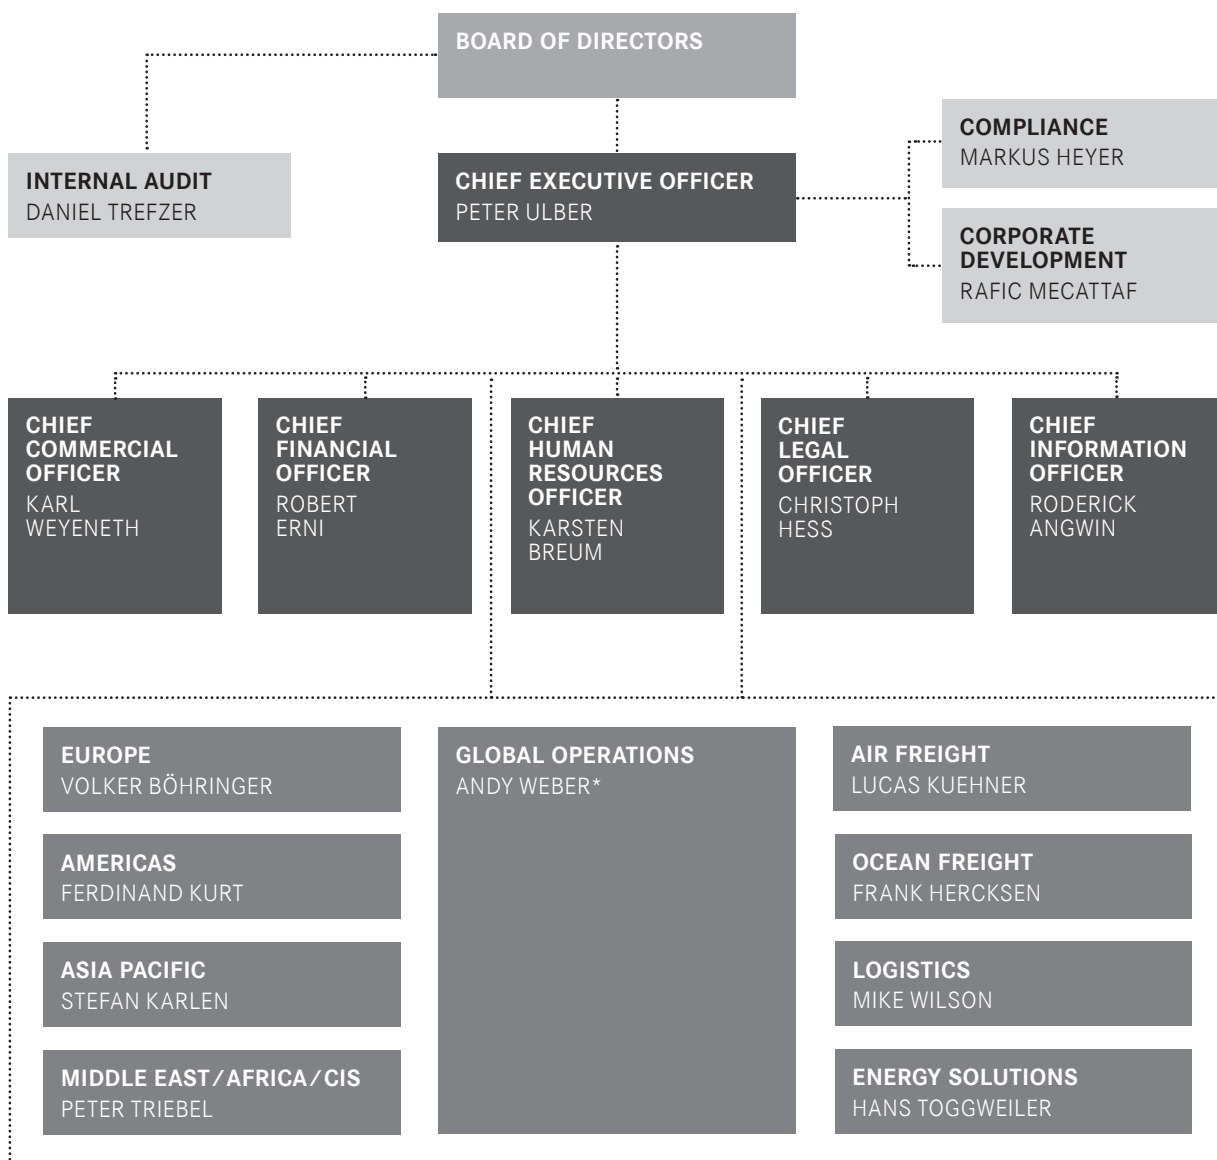 BOARD OF DIRECTORS
COMPLIANCE
MARKUS HEYER
INTERNAL AUDIT
DANIEL TREFZER
CHIEF EXECUTIVE OFFICER
PETER ULBER
CORPORATE
DEVELOPMENT
RAFIC MECATTAF
CHIEF
COMMERCIAL
OFFICER
KARL
WEYENETH
CHIEF
FINANCIAL
OFFICER
ROBERT
ERNI
CHIEF
HUMAN
RESOURCES
OFFICER
KARSTEN
BREUM
CHIEF
LEGAL
OFFICER
CHRISTOPH
HESS
CHIEF
INFORMATION
OFFICER
RODERICK
ANGWIN
EUROPE
VOLKER BÖHRINGER
AMERICAS
FERDINAND KURT
ASIA PACIFIC
STEFAN KARLEN
MIDDLE EAST/AFRICA/CIS
PETER TRIEBEL
GLOBAL OPERATIONS
ANDY WEBER*
AIR FREIGHT
LUCAS KUEHNER
OCEAN FREIGHT
FRANK HERCKSEN
LOGISTICS
MIKE WILSON
ENERGY SOLUTIONS
HANS TOGGWEILER